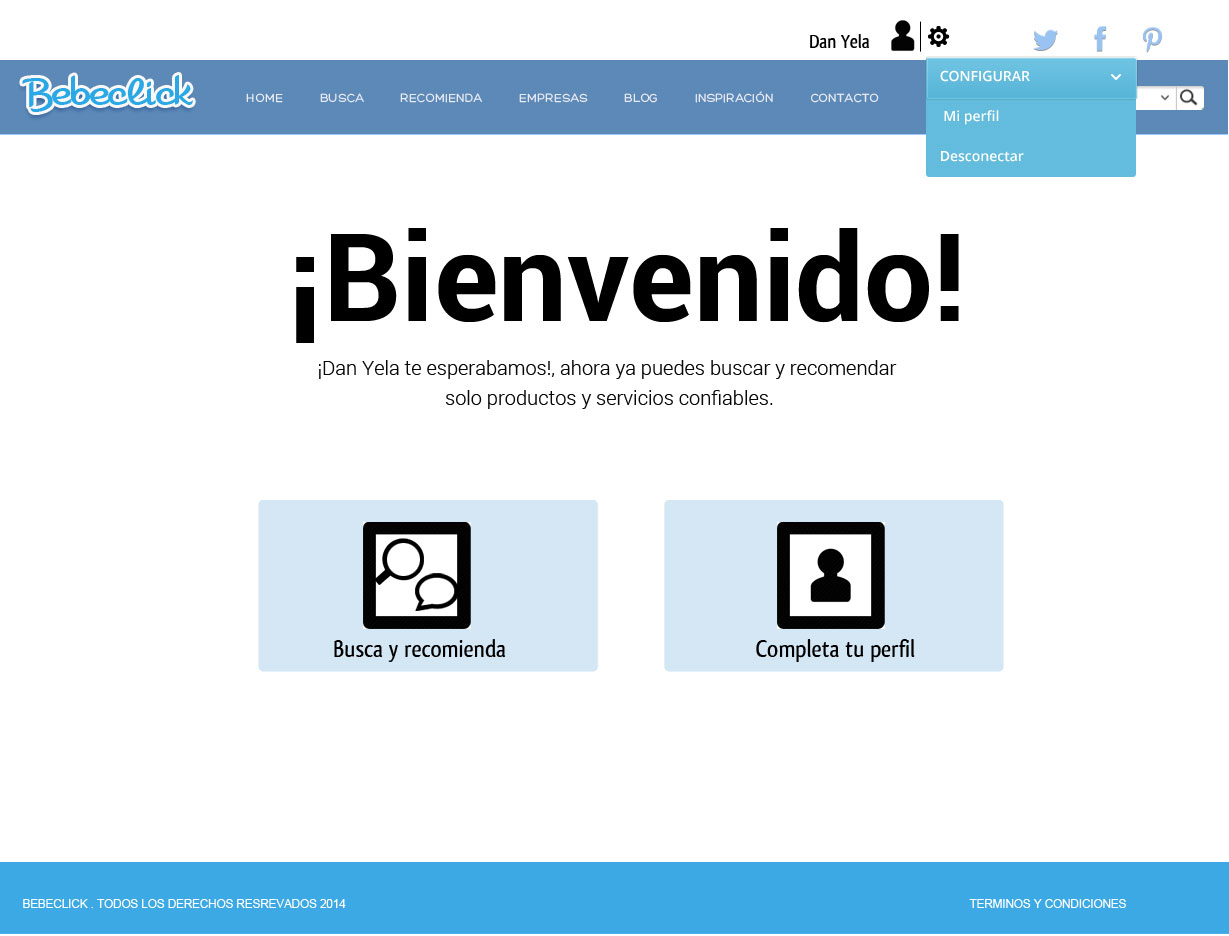 Dan Yela
Bebeclick
HOME BUSCA RECOMIENDA EMPRESAS BLOG INSPIRACIÓN CONTACTO
CONFIGURAR
Mi perfil
Desconectar
¡Bienvenido!
¡Dan Yela te esperabamos!, ahora ya puedes buscar y recomendar
solo productos y servicios confiables.
Busca y recomienda
Completa tu perfil
BEBECLICK . TODOS LOS DERECHOS RESREVADOS 2014
TERMINOS Y CONDICIONES